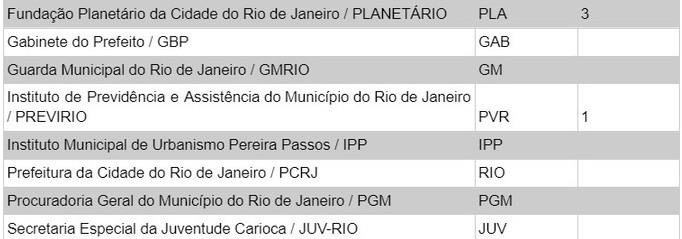 Fundação Planetário da Cidade do Rio de Janeiro / PLANETÁRIO PLA 3
Gabinete do Prefeito / GBP GAB
Guarda Municipal do Rio de Janeiro / GMRIO GM
Instituto de Previdência e Assistência do Município do Rio de Janeiro
/ PREVIRIO PVR 1
Instituto Municipal de Urbanismo Pereira Passos / IPP IPP
Prefeitura da Cidade do Rio de Janeiro / PCRJ RIO
Procuradoria Geral do Município do Rio de Janeiro / PGM PGM
Secretaria Especial da Juventude Carioca / JUV-RIO JUV